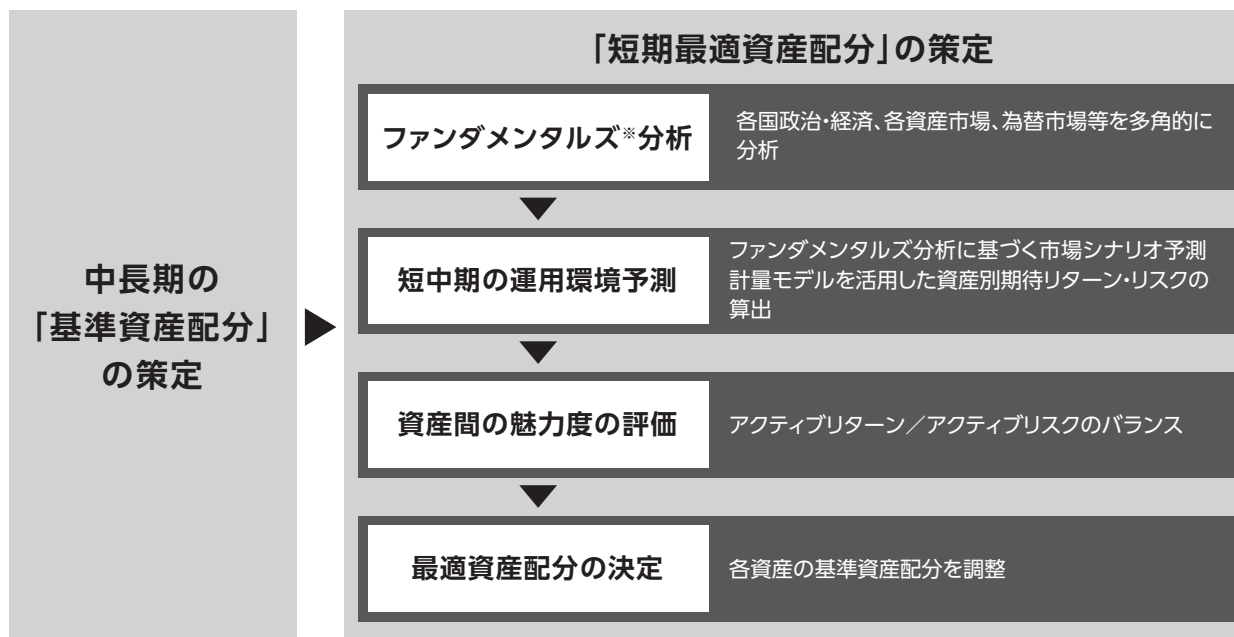 中長期の
「基準資産配分」
の策定
「短期最適資産配分」の策定
ファンダメンタルズ※分析
各国政治・経済、各資産市場、為替市場等を多角的に
分析
短中期の運用環境予測
ファンダメンタルズ分析に基づく市場シナリオ予測
計量モデルを活用した資産別期待リターン・リスクの
算出
資産間の魅力度の評価
アクティブリターン／アクティブリスクのバランス
最適資産配分の決定
各資産の基準資産配分を調整